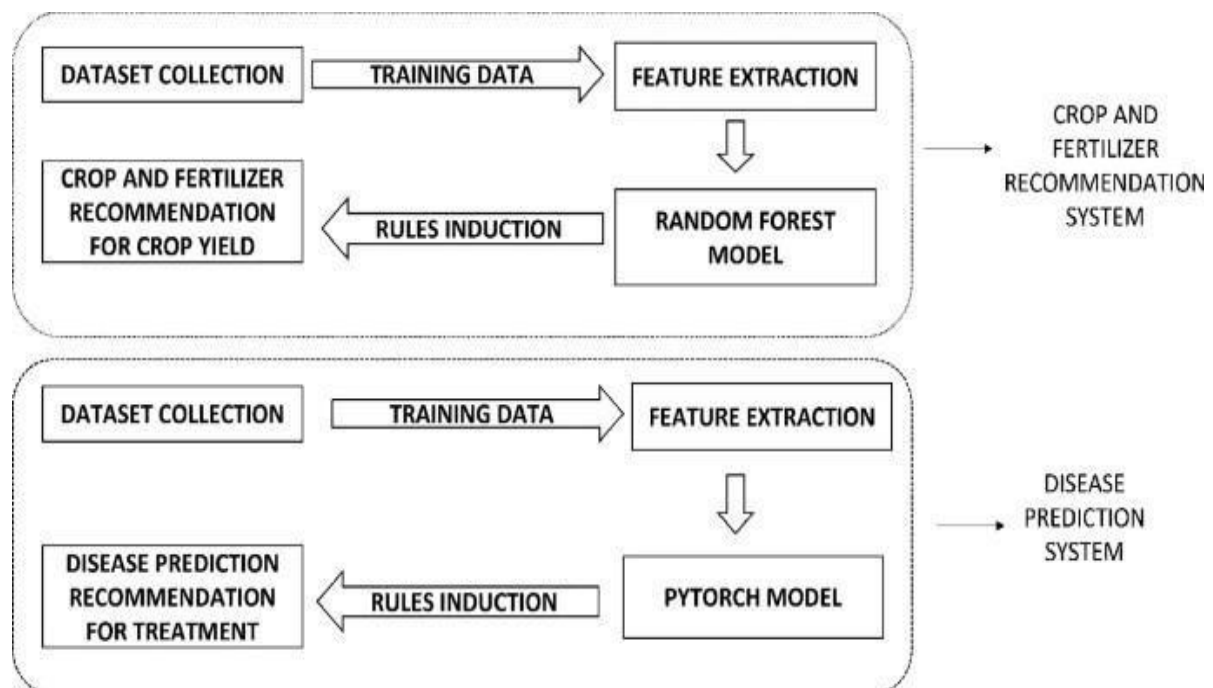 DATASET COLLECTION
TRAINING DATA
FEATURE EXTRACTION
CROP AND FERTILIZER
RECOMMENDATION
FOR CROP YIELD
RULES INDUCTION
RANDOM FOREST
MODEL
CROP AND
FERTILIZER
RECOMMENDATION
SYSTEM
DATASET COLLECTION
TRAINING DATA
FEATURE EXTRACTION
DISEASE PREDICTION
RECOMMENDATION
FOR TREATMENT
RULES INDUCTION
PYTORCH MODEL
DISEASE
PREDICTION
SYSTEM